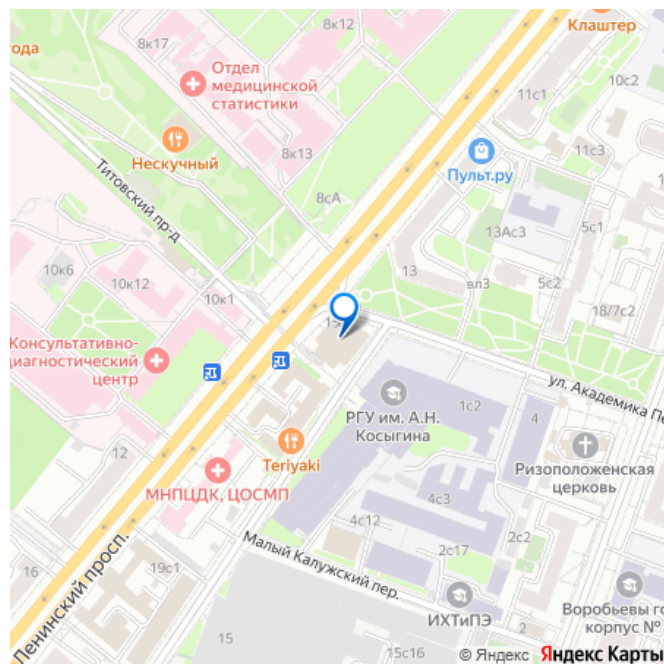 Клаштер
года
8к17
8к12
10с2
Отдел
медицинской
статистики
11с1
Нескучный
8к13
11с3
Пульт.ру
Титовский пр-д
8сА
13Ас3
5с1
10к6
10к12
10к1
13
вл3
5с2
18/7с2
Консультативно-
диагностический
центр
ул. Академика Пе
РГУ им. А.Н.
Косыгина
1с2
4
Teriyaki
Ризоположенская
церковь
12
МНПЦДК, ЦОСМП
4с3
4с12
2с2
2с17
Малый Калужский пер.
16
19с1
Ленинский просп.
ИХТиПЭ
Воробьевы го
корпус №
15
2
15с16
© Яндекс Яндекс Карты